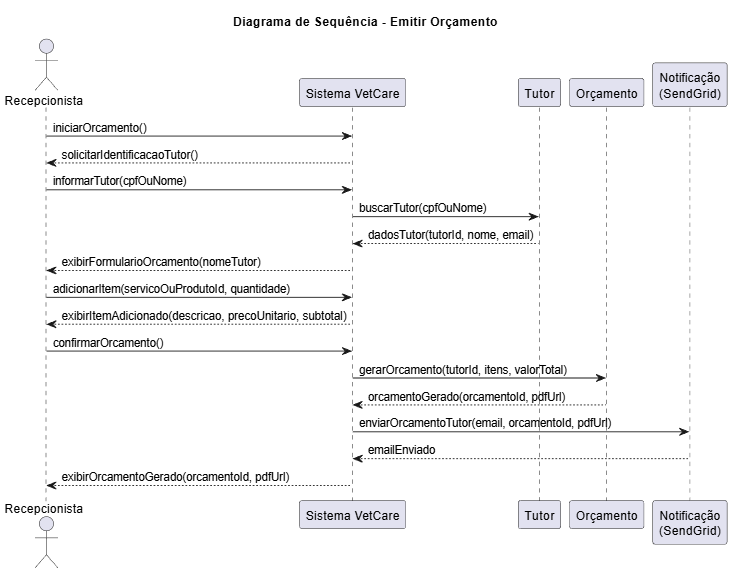 Diagrama de Sequência - Emitir Orçamento
Recepcionista
Sistema VetCare
Tutor
Orçamento
Notificação
(SendGrid)
iniciarOrcamento()
solicitarIdentificacaoTutor()
informarTutor(cpfOuNome)
buscarTutor(cpfOuNome)
dadosTutor(tutorId, nome, email)
exibirFormularioOrcamento(nomeTutor)
adicionarItem(servicoOuProdutoId, quantidade)
exibirItemAdicionado(descricao, precoUnitario, subtotal)
confirmarOrcamento()
gerarOrcamento(tutorId, itens, valorTotal)
orcamentoGerado(orcamentoId, pdfUrl)
enviarOrcamentoTutor(email, orcamentoId, pdfUrl)
emailEnviado
exibirOrcamentoGerado(orcamentoId, pdfUrl)
Recepcionista
Sistema VetCare
Tutor
Orçamento
Notificação
(SendGrid)